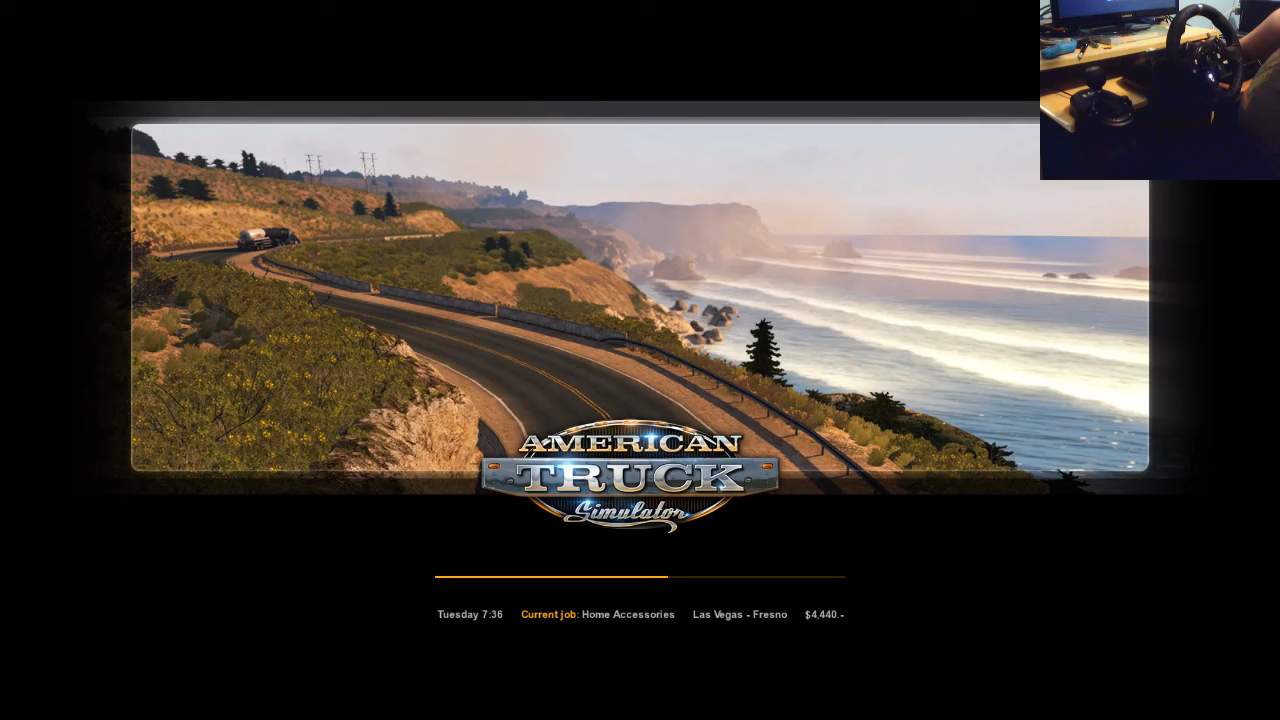 AMERICAN
TRUCK
Simulator
Tuesday 7:36 Current job: Home Accessories Las Vegas - Fresno $4,440.-